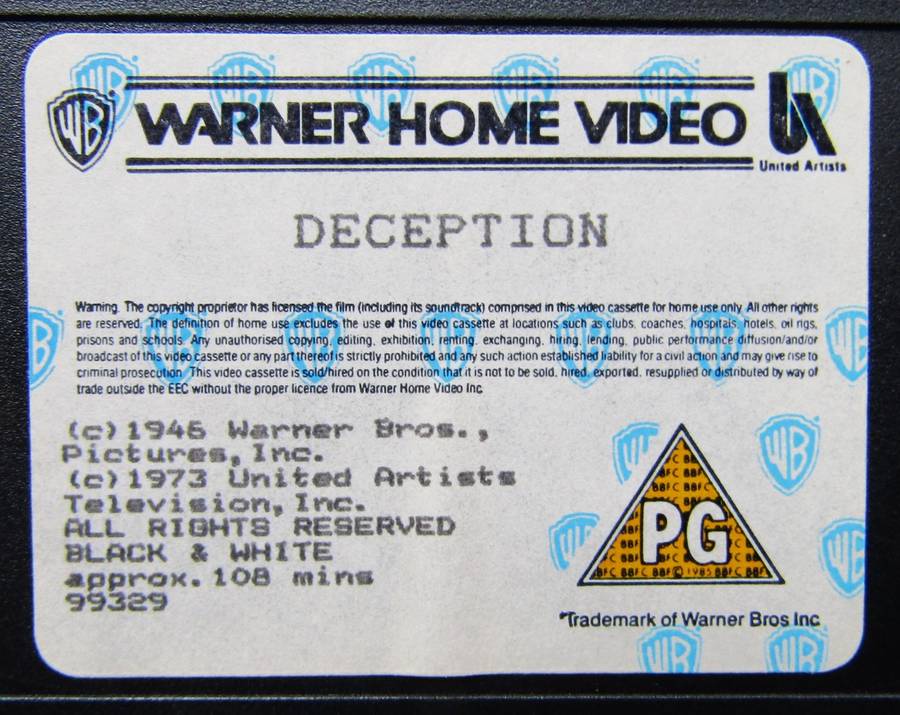 WB WARNER HOME VIDEO
United Artists
DECEPTION
Warning. The copyright proprietor has licensed the film (including its soundtrack) comprised in this video cassette for home use only. All other rights
are reserved. The definition of home use excludes the use of this video cassette at locations such as clubs, coaches, hospitals, hotels, oil rigs,
prisons and schools. Any unauthorised copying, editing, exhibition, renting, exchanging, hiring, lending, public performance diffusion/and/or
broadcast of this video cassette or any part thereof is strictly prohibited and any such action established liability for a civil action and may give rise to
criminal prosecution. This video cassette is sold/hired on the condition that it is not to be sold, hired, exported, resupplied or distributed by way of
trade outside the EEC without the proper licence from Warner Home Video Inc
(c)1946 Warner Bros.,
Pictures,Inc.
(c)1973 United Artists
Television,Inc.
ALL RIGHTS RESERVED
BLACK & WHITE
approx.108 mins
99329
PG
BBFC © 1985 BBFC
*Trademark of Warner Bros Inc